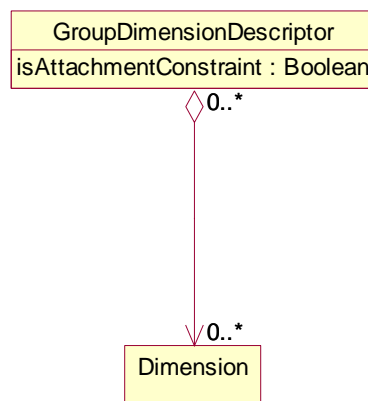 GroupDimensionDescriptor
isAttachmentConstraint : Boolean
0..*
0..*
Dimension